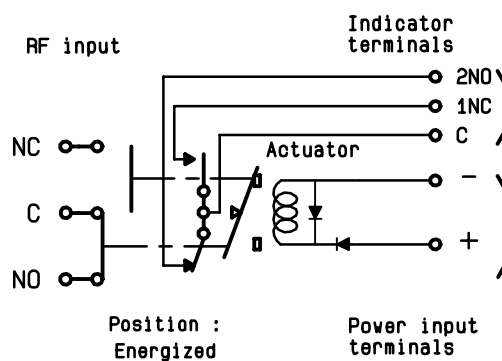 Indicator
RF input
terminals
2NO
1NC
C
NC
Actuator
-
C
+
NO
Position :
Energized
Power input
terminals